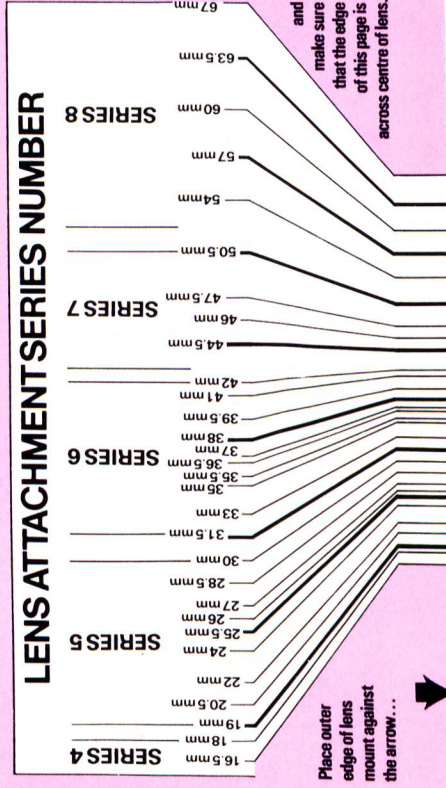 LENS ATTACHMENT SERIES NUMBER
SERIES 4
SERIES 5
SERIES 6
SERIES 7
SERIES 8
16.5mm
18mm
19mm
20.5mm
22mm
24mm
25.5mm
26mm
27mm
28.5mm
30mm
31.5mm
33mm
35mm
35.5mm
36.5mm
37mm
38mm
39.5mm
41mm
42mm
44.5mm
46mm
47.5mm
50.5mm
54mm
57mm
60mm
63.5mm
67mm
Place outer
edge of lens
mount against
the arrow...
and
make sure
that the edge
of this page is
across centre of lens.